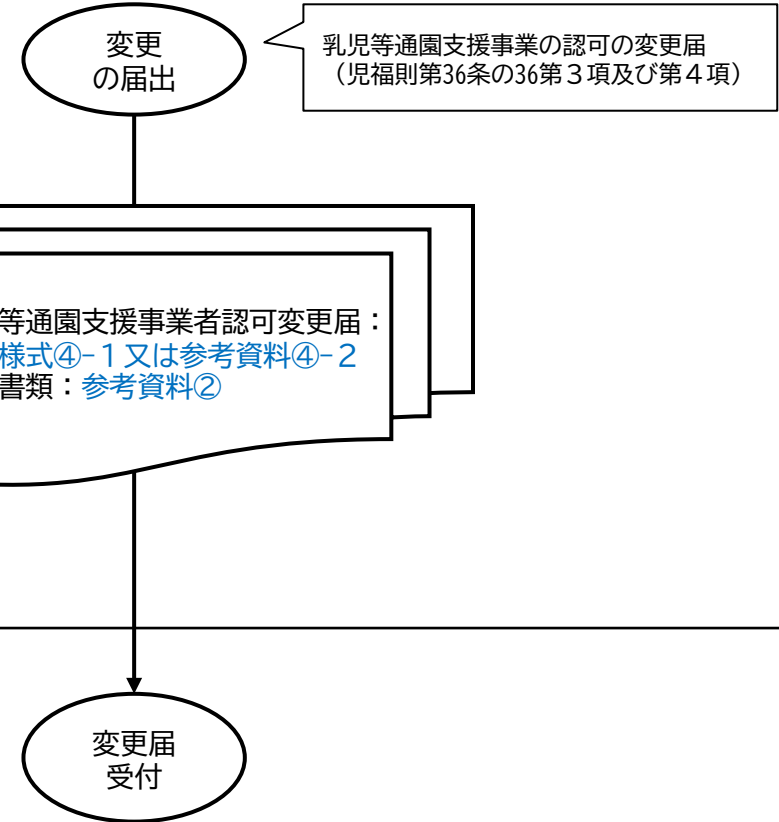 変更
の届出
乳児等通園支援事業の認可の変更届
（児福則第36条の36第３項及び第４項）
等通園支援事業者認可変更届：
様式④-１又は参考資料④-２
書類：参考資料②
変更届
受付